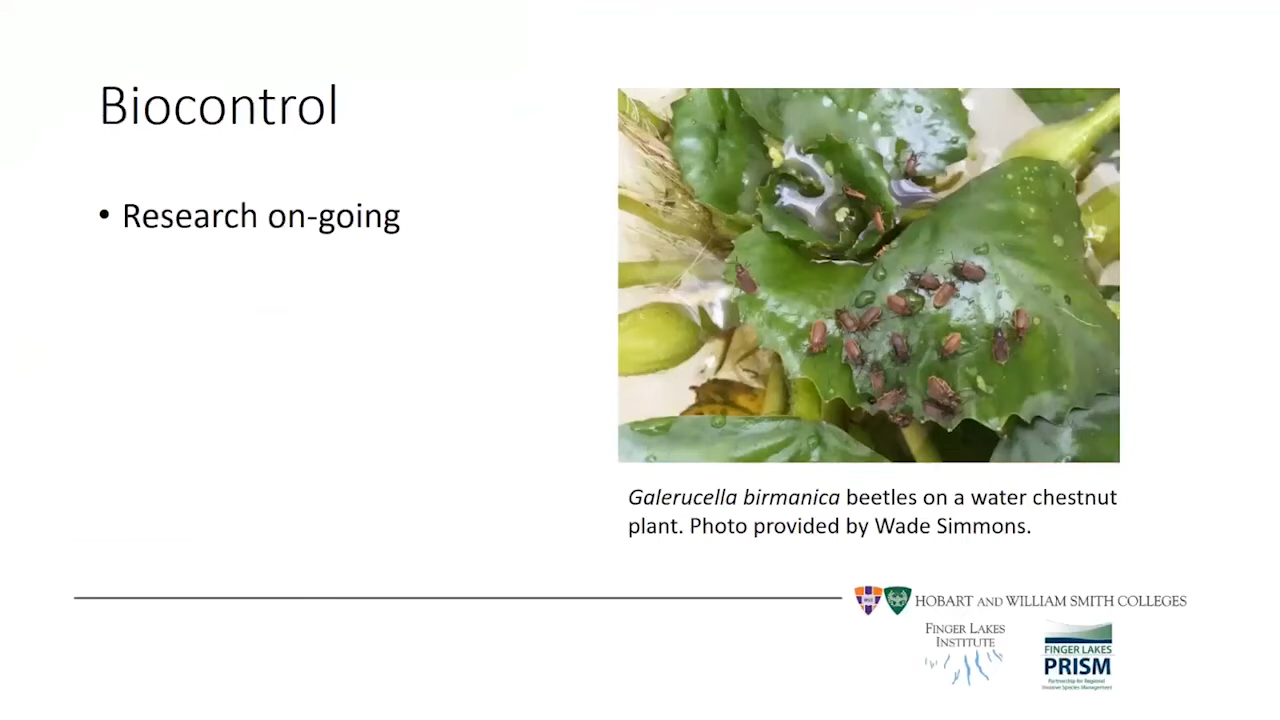 Biocontrol
• Research on-going
Galerucella birmanica beetles on a water chestnut
plant. Photo provided by Wade Simmons.
HOBART AND WILLIAM SMITH COLLEGES
FINGER LAKES
INSTITUTE
FINGER LAKES
PRISM
Partnership for Regional
Invasive Species Management